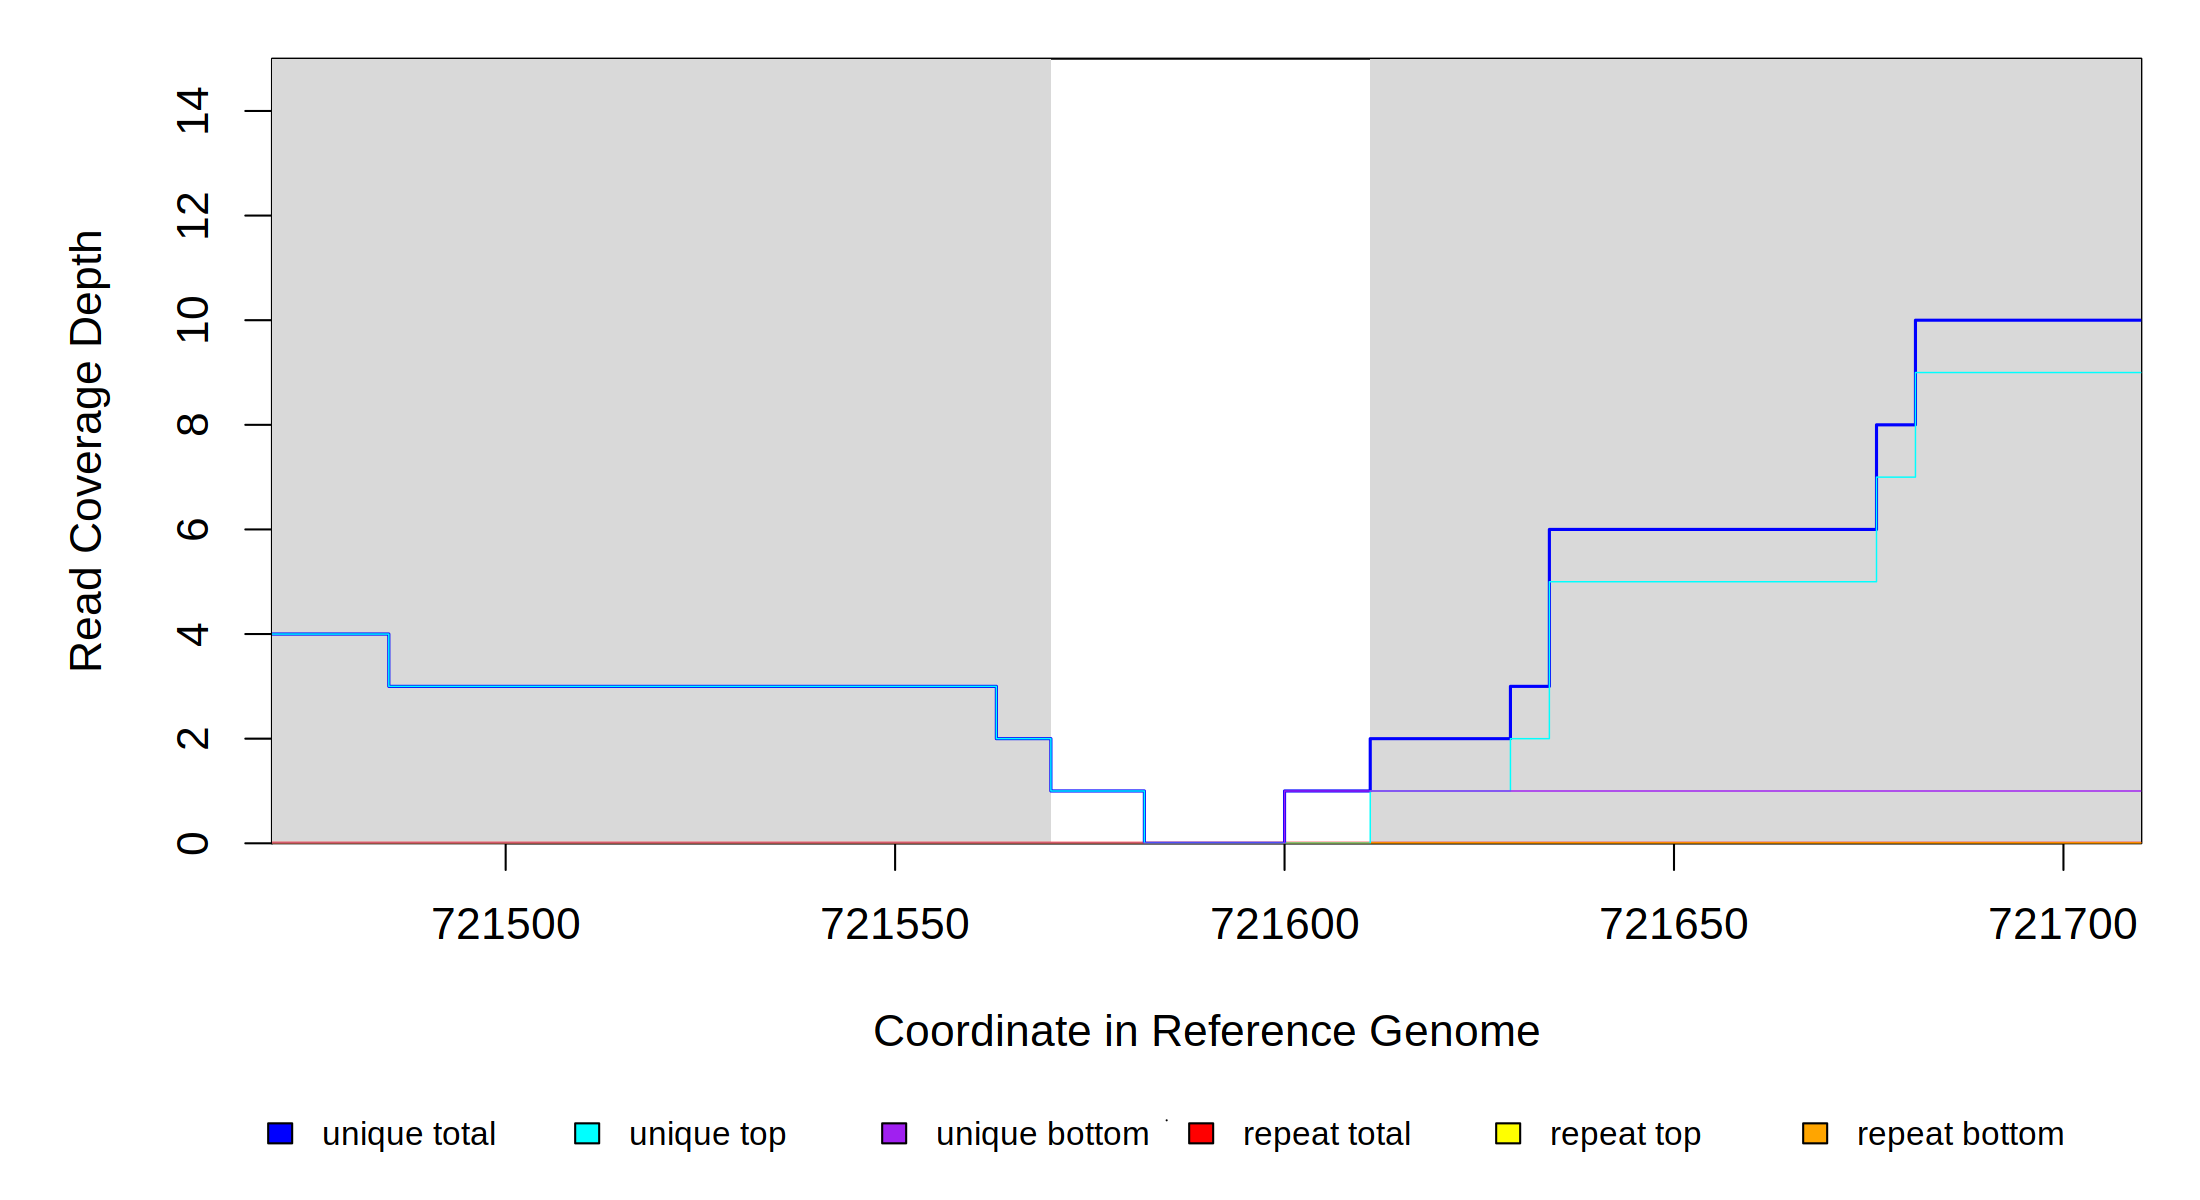 14
12
10
8
6
4
2
0
Read Coverage Depth
721500 721550 721600 721650 721700
Coordinate in Reference Genome
unique total unique top unique bottom repeat total repeat top repeat bottom